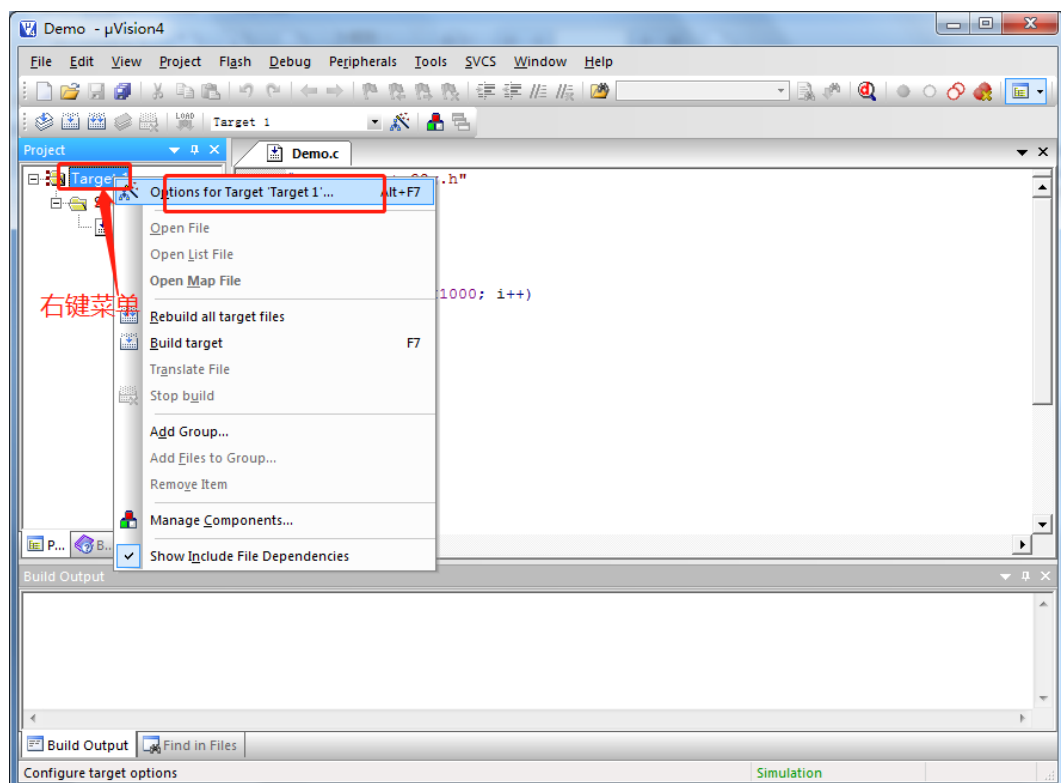 Demo - µVision4
File Edit View Project Flash Debug Peripherals Tools SVCS Window Help
LOAD Target 1
Project
Demo.c
Target
.h"
Options for Target 'Target 1'... Alt+F7
Open File
Open List File
Open Map File
1000; i++)
右键菜单
Rebuild all target files
Build target F7
Translate File
Stop build
Add Group...
Add Files to Group...
Remove Item
Manage Components...
P... B...
Show Include File Dependencies
Build Output
Build Output Find in Files
Configure target options Simulation